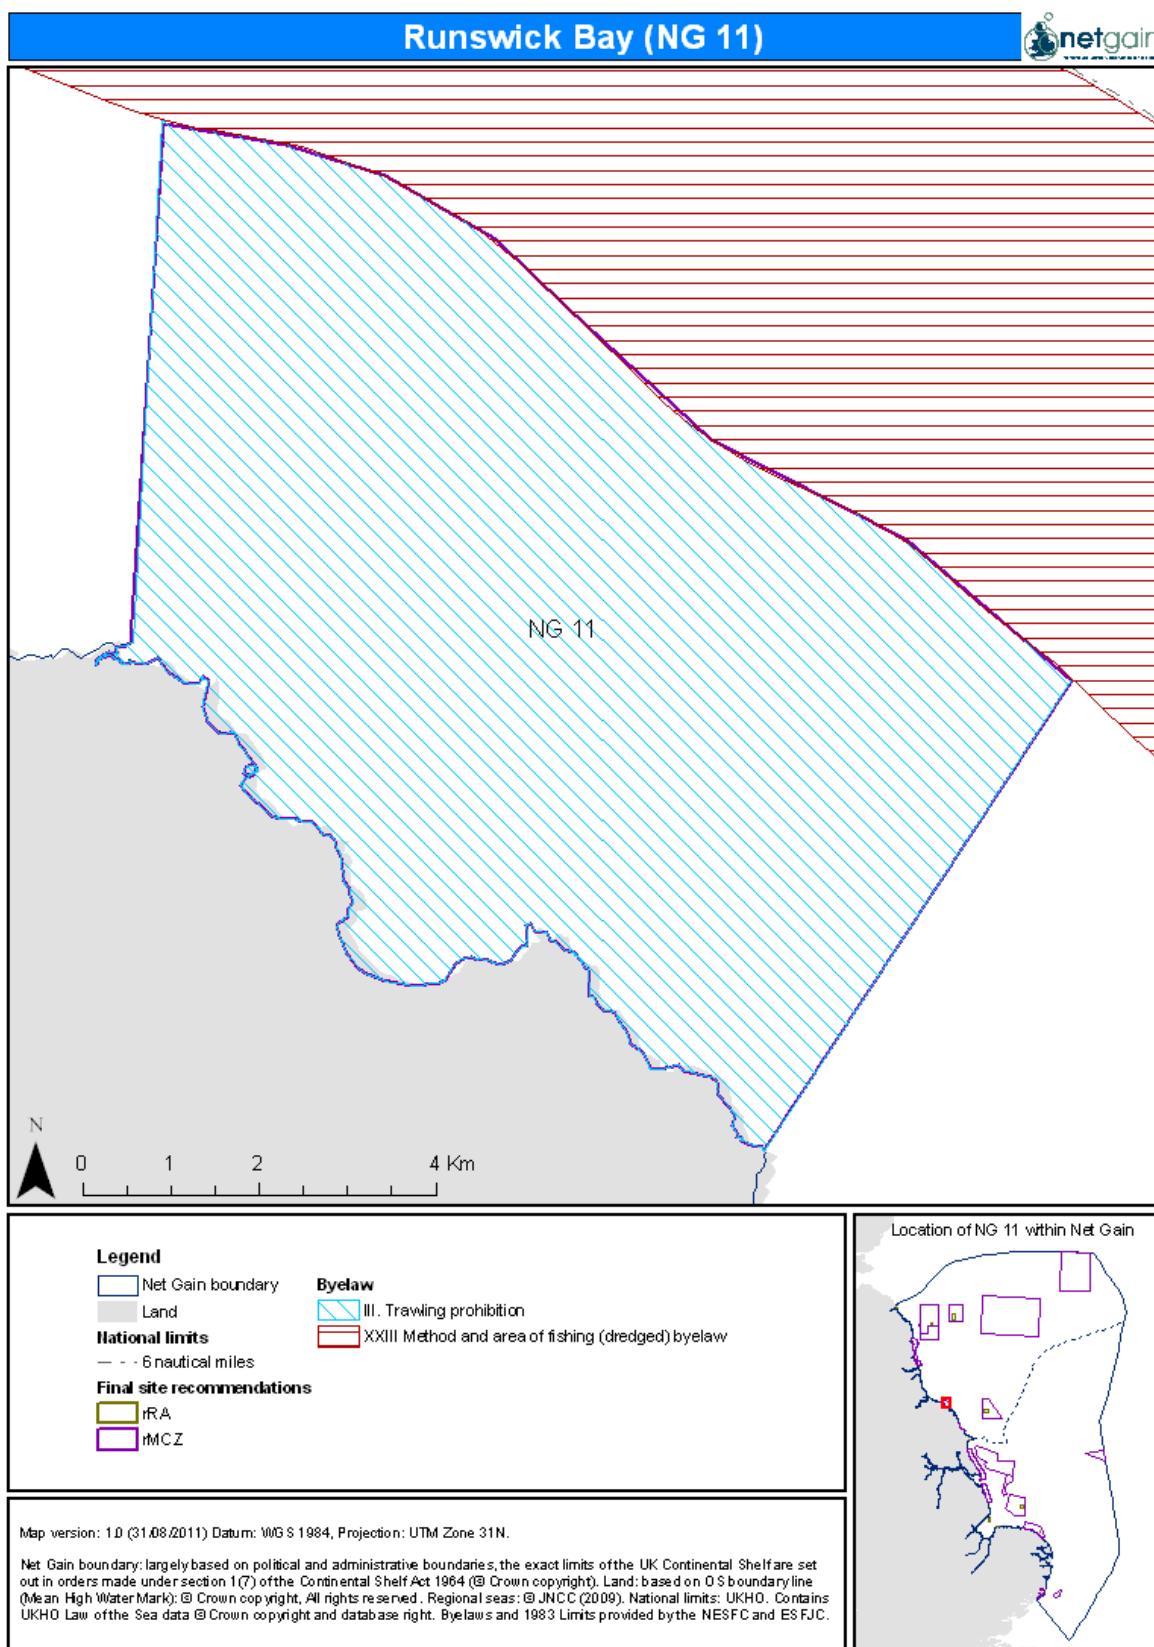 Runswick Bay (NG 11)
netgain
NG 11
N
0 1 2 4 Km
Legend
Net Gain boundary
Land
National limits
6 nautical miles
Final site recommendations
rRA
rMCZ
Byelaw
III. Trawling prohibition
XXIII Method and area of fishing (dredged) byelaw
Location of NG 11 within Net Gain
Map version: 1.0 (31/08/2011) Datum: WGS 1984, Projection: UTM Zone 31N.
Net Gain boundary: largely based on political and administrative boundaries, the exact limits of the UK Continental Shelf are set
out in orders made under section 1(7) of the Continental Shelf Act 1964 (© Crown copyright). Land: based on OS boundary line
(Mean High Water Mark): © Crown copyright, All rights reserved. Regional seas: © JNCC (2009). National limits: UKHO. Contains
UKHO Law of the Sea data © Crown copyright and database right. Byelaws and 1983 Limits provided by the NESFC and ESFJC.